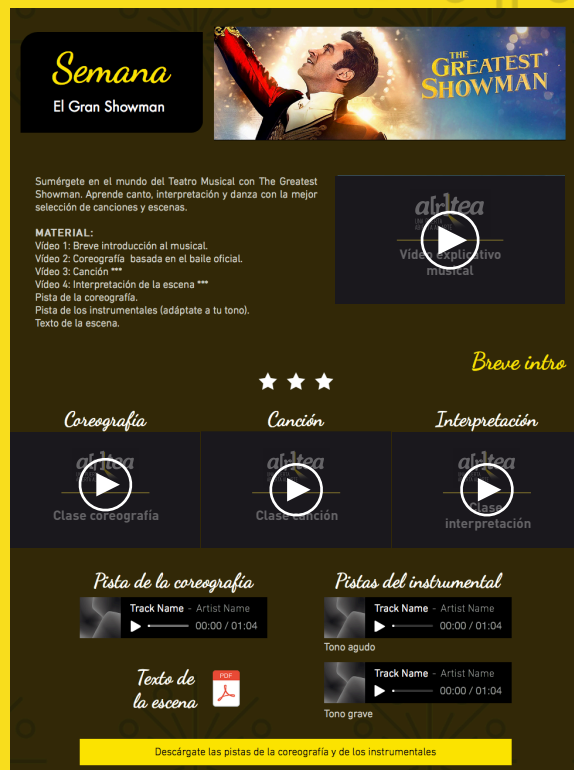 Semana
El Gran Showman
THE
GREATEST
SHOWMAN
Sumérgete en el mundo del Teatro Musical con The Greatest
Showman. Aprende canto, interpretación y danza con la mejor
selección de canciones y escenas.
MATERIAL:
Vídeo 1: Breve introducción al musical.
Vídeo 2: Coreografía basada en el baile oficial.
Vídeo 3: Canción ***
Vídeo 4: Interpretación de la escena ***
Pista de la coreografía.
Pista de los instrumentales (adáptate a tu tono).
Texto de la escena.
Vídeo explicativo
musical
Breve intro
Coreografía
Canción
Interpretación
Clase coreografía
Clase canción
Clase
interpretación
Pista de la coreografía
Pistas del instrumental
Track Name - Artist Name
00:00 / 01:04
Track Name - Artist Name
00:00 / 01:04
Tono agudo
Texto de
la escena
PDF
Track Name - Artist Name
00:00 / 01:04
Tono grave
Descárgate las pistas de la coreografía y de los instrumentales